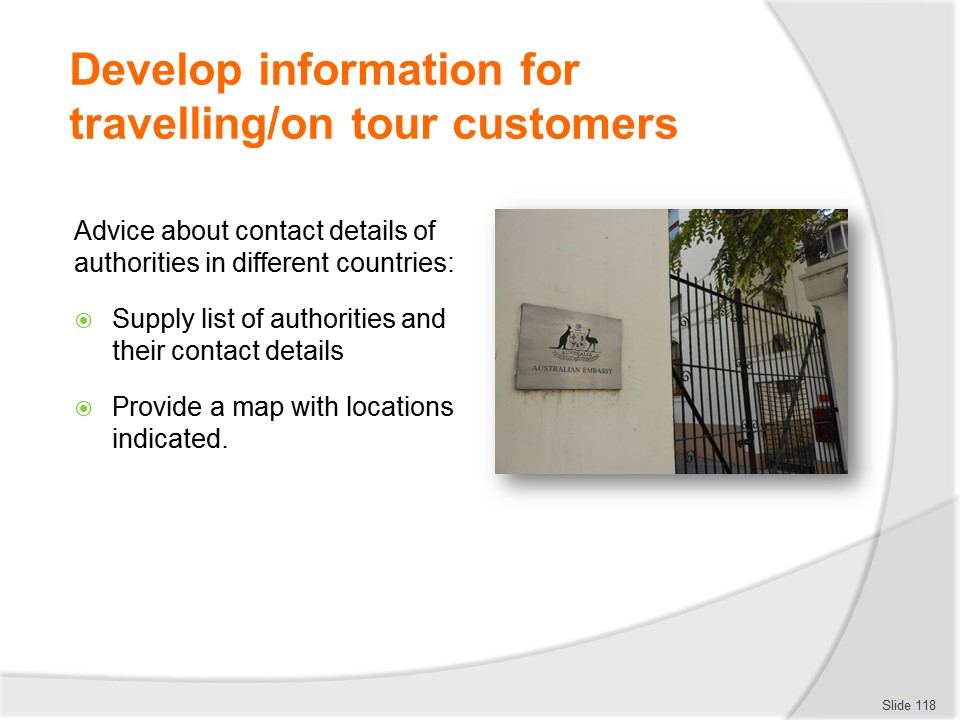 Develop information for
travelling/on tour customers
Advice about contact details of
authorities in different countries:
Supply list of authorities and
their contact details
Provide a map with locations
indicated.
AUSTRALIA
AUSTRALIAN EMBASSY
Slide 118